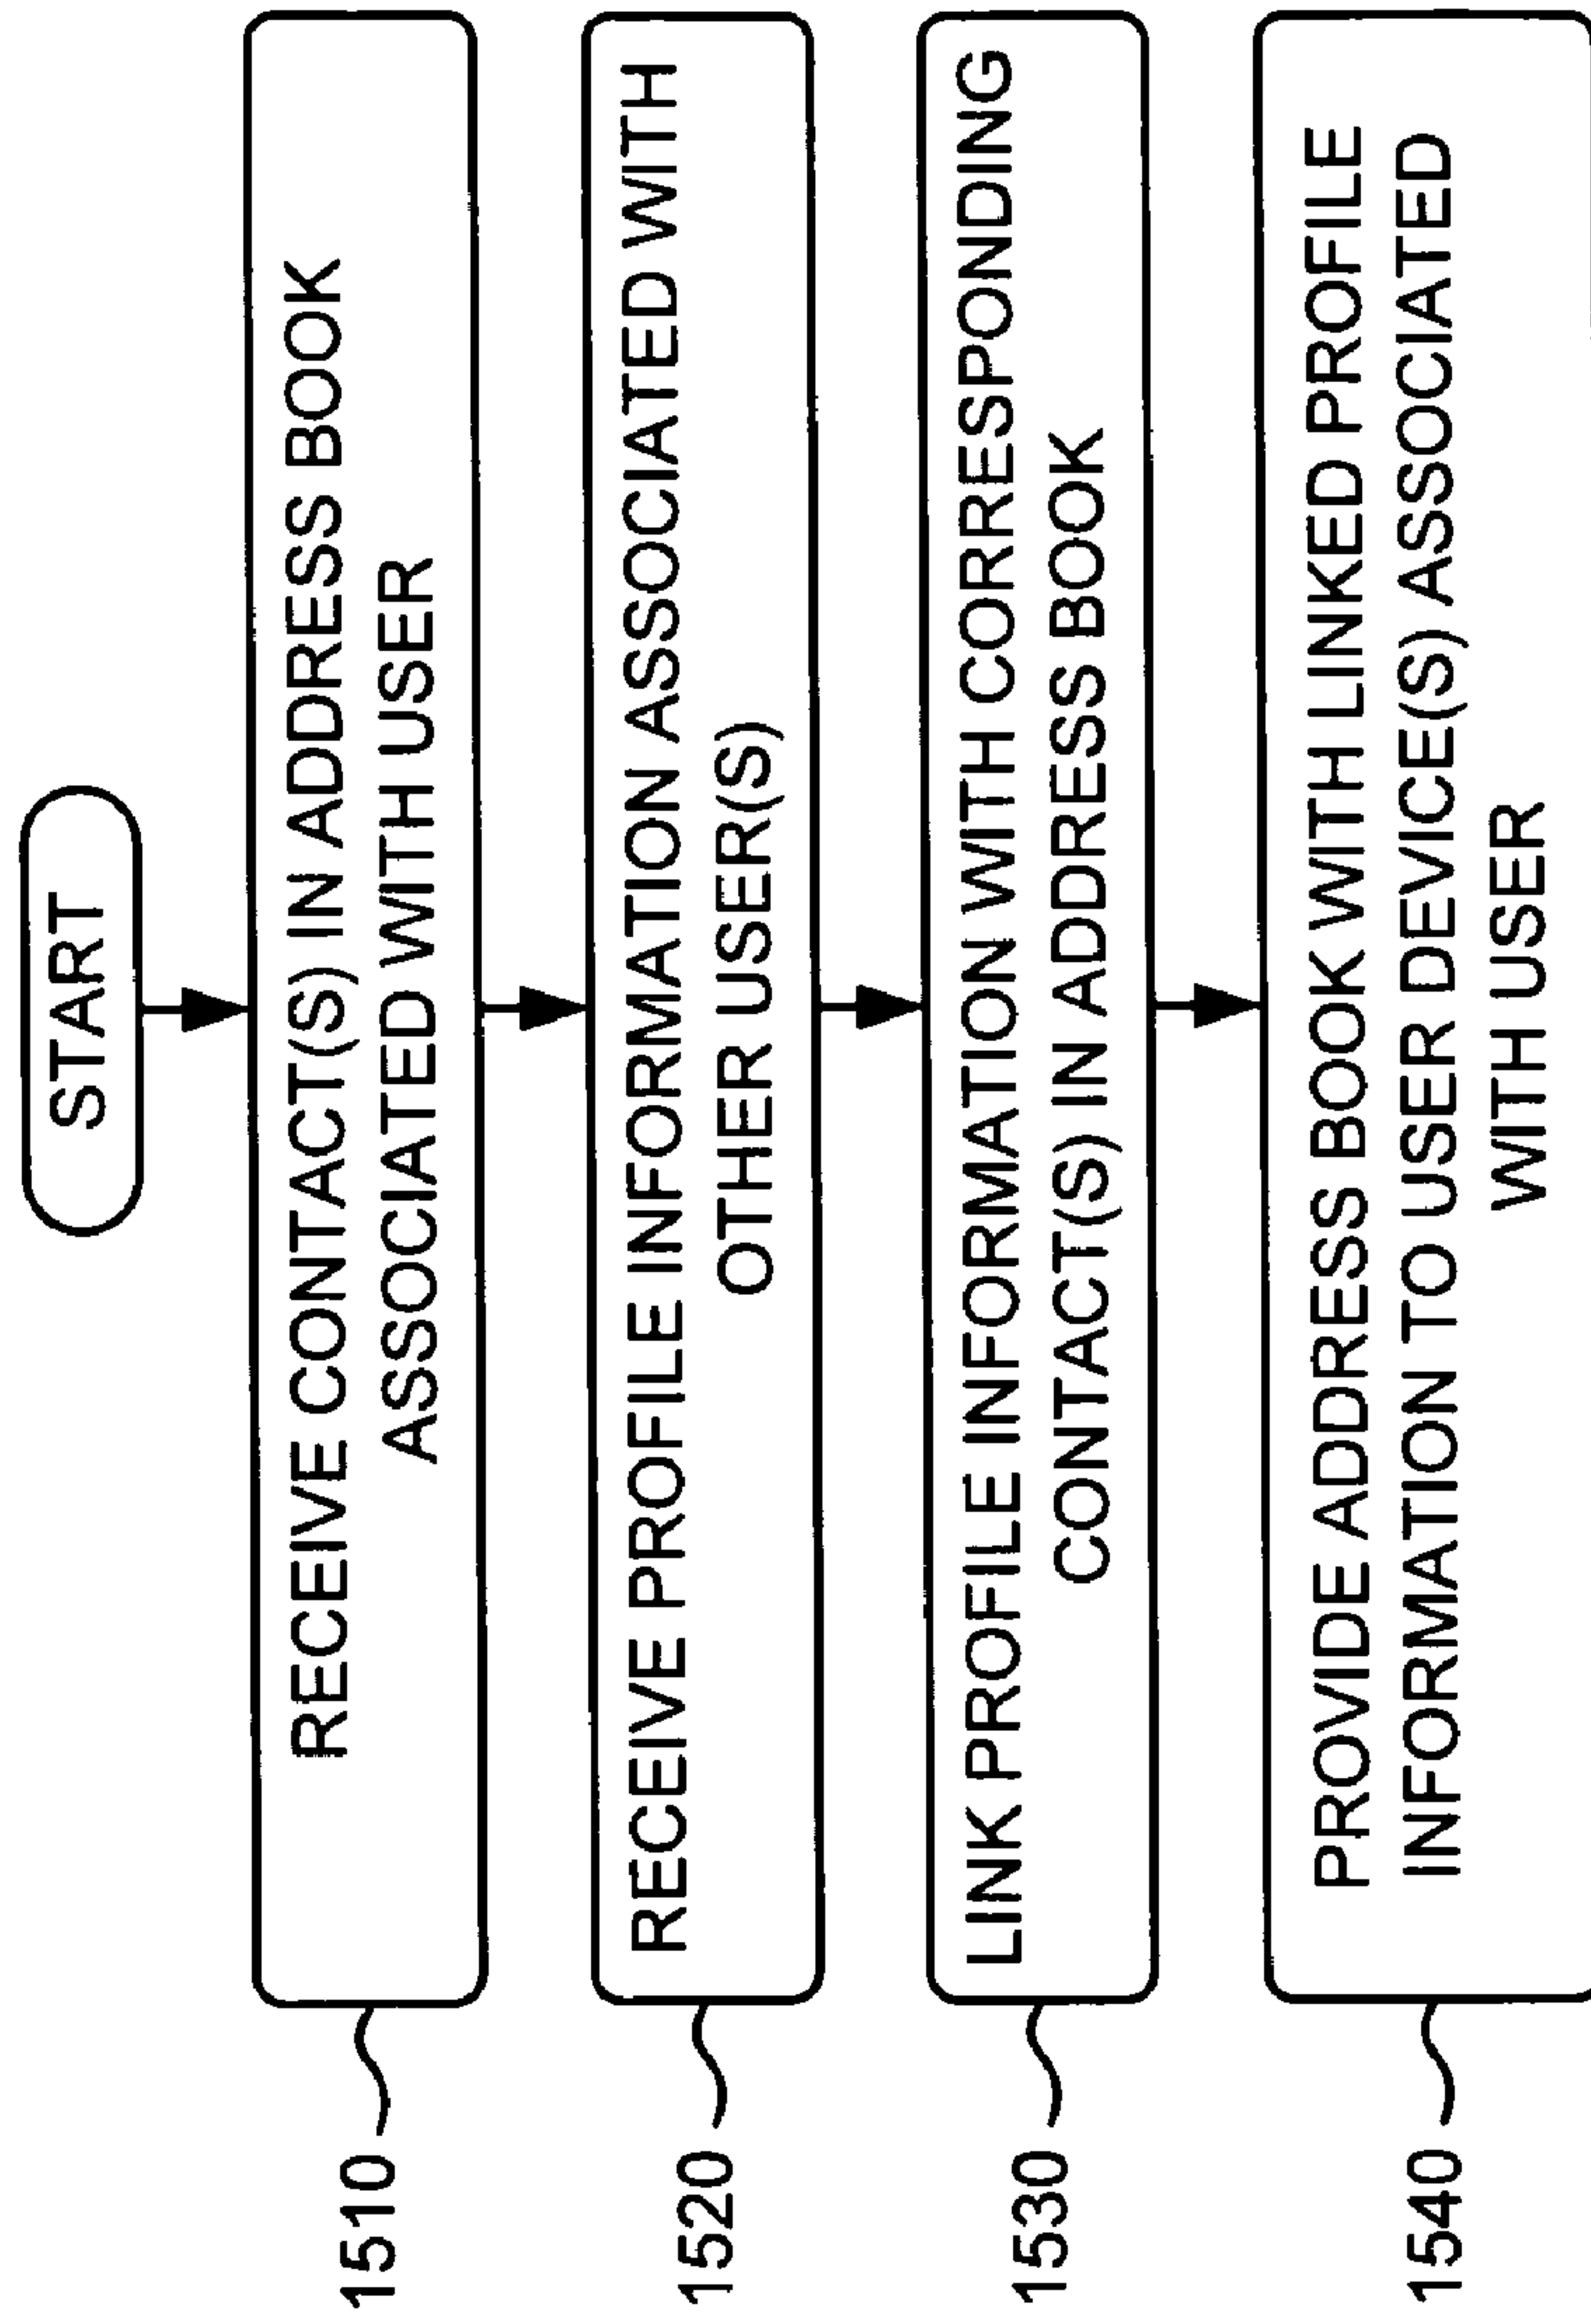 START
1510
RECEIVE CONTACT(S) IN ADDRESS BOOK
ASSOCIATED WITH USER
1520
RECEIVE PROFILE INFORMATION ASSOCIATED WITH
OTHER USER(S)
1530
LINK PROFILE INFORMATION WITH CORRESPONDING
CONTACT(S) IN ADDRESS BOOK
1540
PROVIDE ADDRESS BOOK WITH LINKED PROFILE
INFORMATION TO USER DEVICE(S) ASSOCIATED
WITH USER